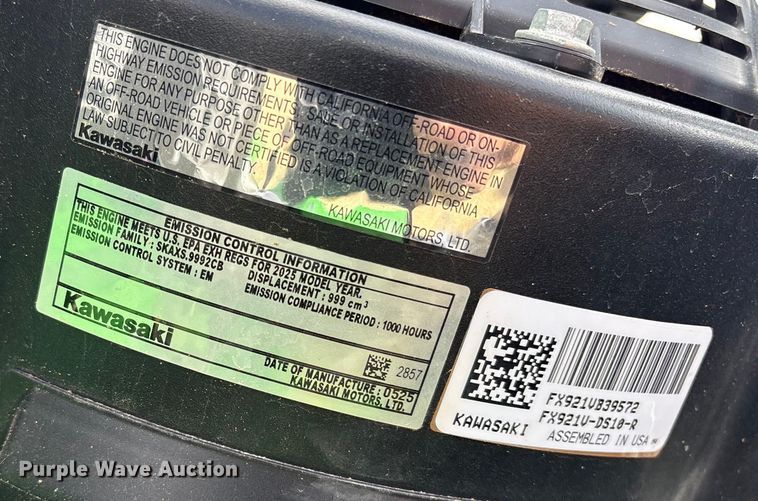 THIS ENGINE DOES NOT COMPLY WITH CALIFORNIA OFF-ROAD OR ON-
HIGHWAY EMISSION REQUIREMENTS. SALE OR INSTALLATION OF THIS
ENGINE FOR ANY PURPOSE OTHER THAN AS A REPLACEMENT ENGINE IN
AN OFF-ROAD VEHICLE OR PIECE OF OFF-ROAD EQUIPMENT WHOSE
ORIGINAL ENGINE WAS NOT CERTIFIED IS A VIOLATION OF CALIFORNIA
LAW SUBJECT TO CIVIL PENALTY.
Kawasaki
KAWASAKI MOTORS, LTD.
EMISSION CONTROL INFORMATION
THIS ENGINE MEETS U.S. EPA EXH REGS FOR 2025 MODEL YEAR.
EMISSION FAMILY : SKAXS.9992CB DISPLACEMENT : 999 cm³
EMISSION CONTROL SYSTEM : EM EMISSION COMPLIANCE PERIOD : 1000 HOURS
Kawasaki
2857
DATE OF MANUFACTURE : 0525
KAWASAKI MOTORS, LTD.
FX921VB39572
FX921V-DS10-R
KAWASAKI ASSEMBLED IN USA
Purple Wave Auction